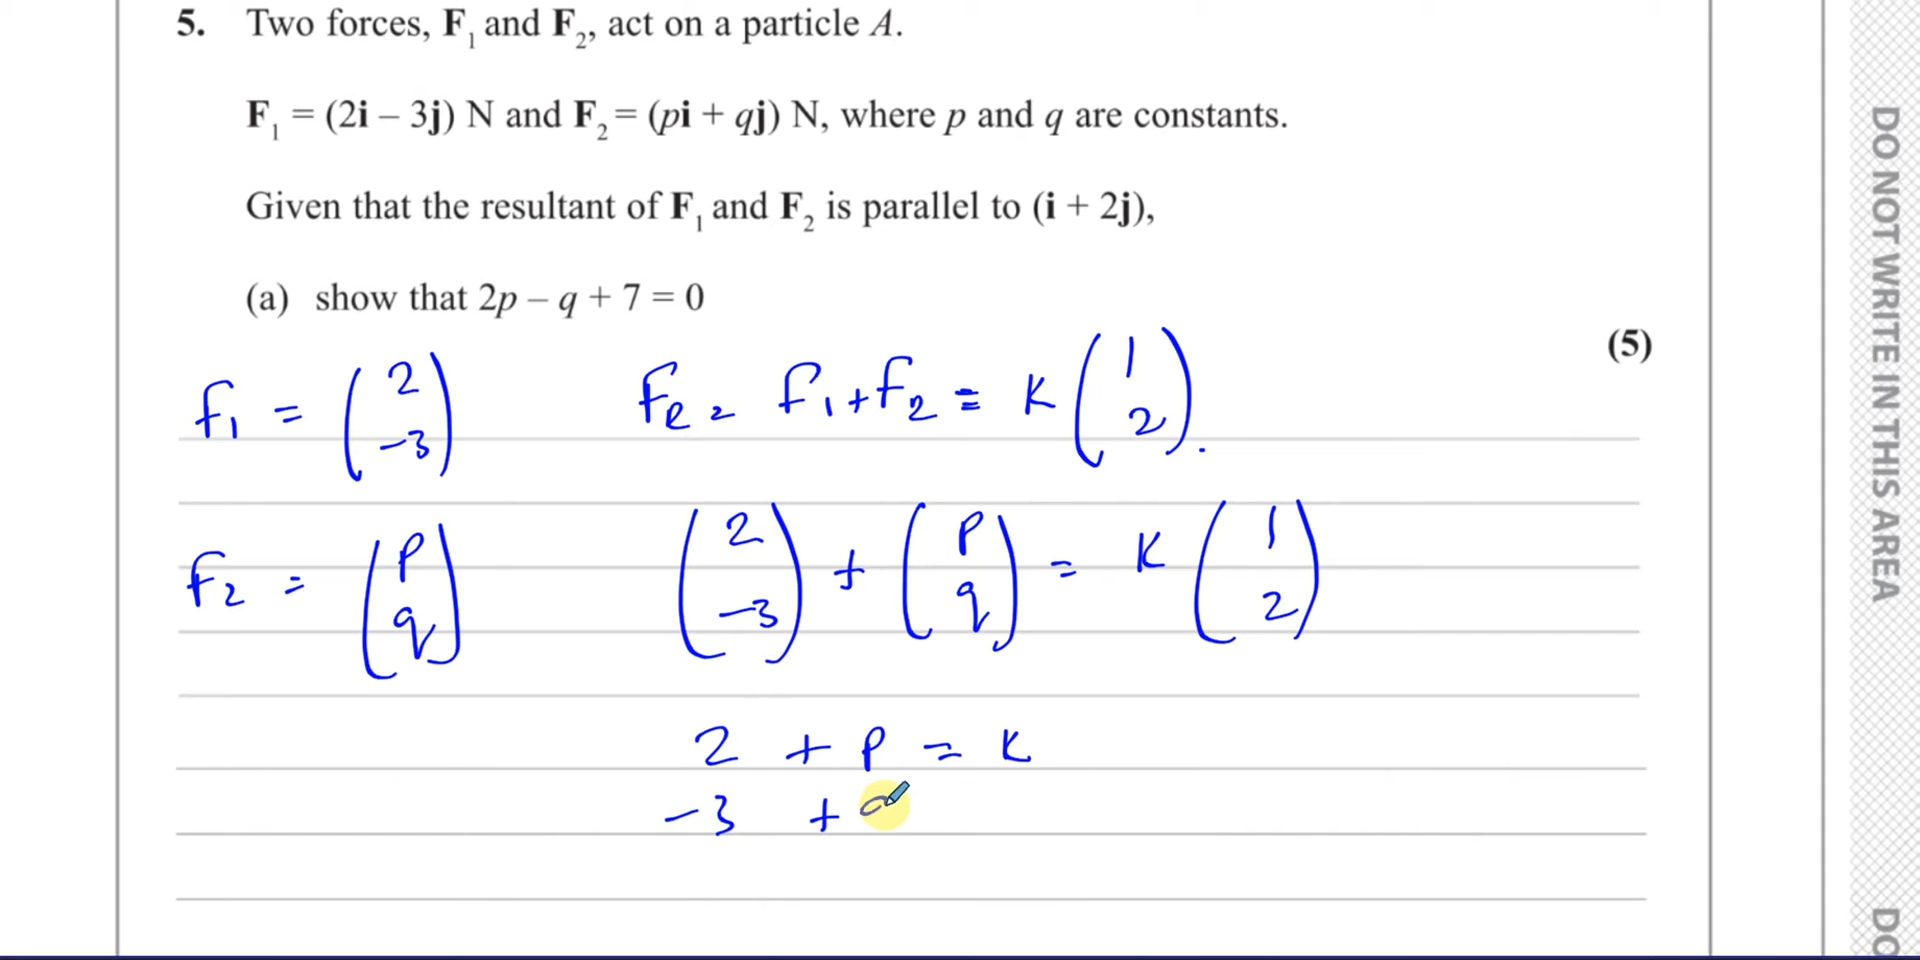 5. Two forces, F₁ and F₂, act on a particle A.
F₁ = (2i – 3j) N and F₂ = (pi + qj) N, where p and q are constants.
Given that the resultant of F₁ and F₂ is parallel to (i + 2j),
(a) show that 2p – q + 7 = 0
(5)
F₁ = (2 -3)
F_R = F₁ + F₂ = K (1 2).
F₂ = (p q)
(2 -3) + (p q) = K (1 2)
2 + p = K
-3 +
DO NOT WRITE IN THIS AREA
DO